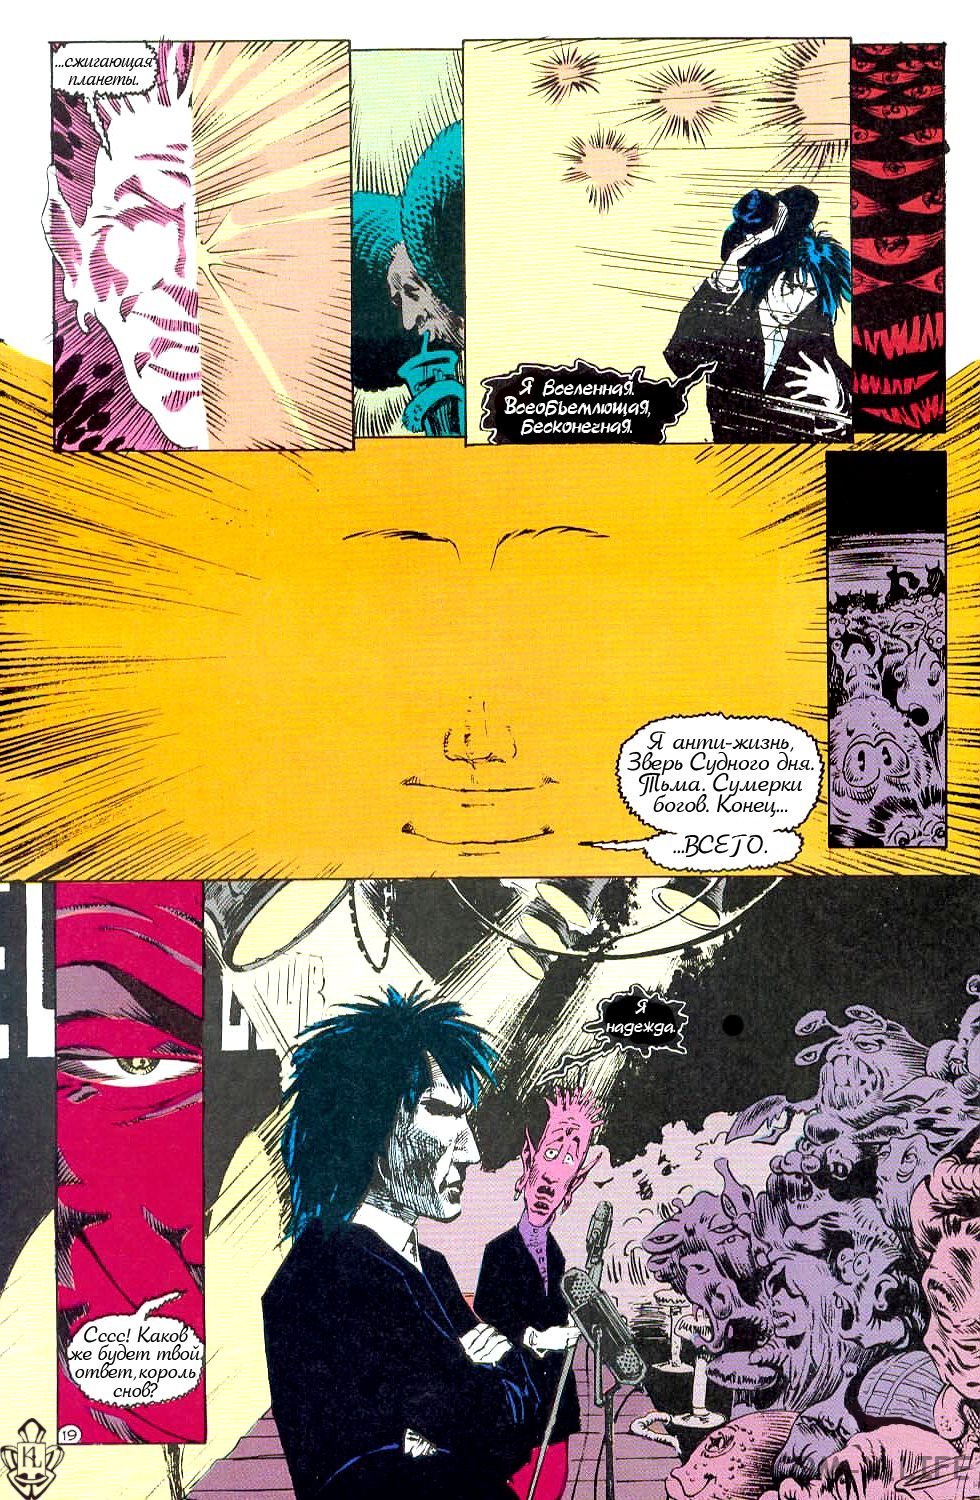 ...сжигающая
планеты.
Я Вселенная.
Всеобъемлющая,
Бесконечная.
Я анти-жизнь,
Зверь Судного дня.
Тьма. Сумерки
богов. Конец...
...ВСЕГО.
Я
надежда.
Сссс! Каков
же будет твой
ответ, король
снов?
19
LIFE